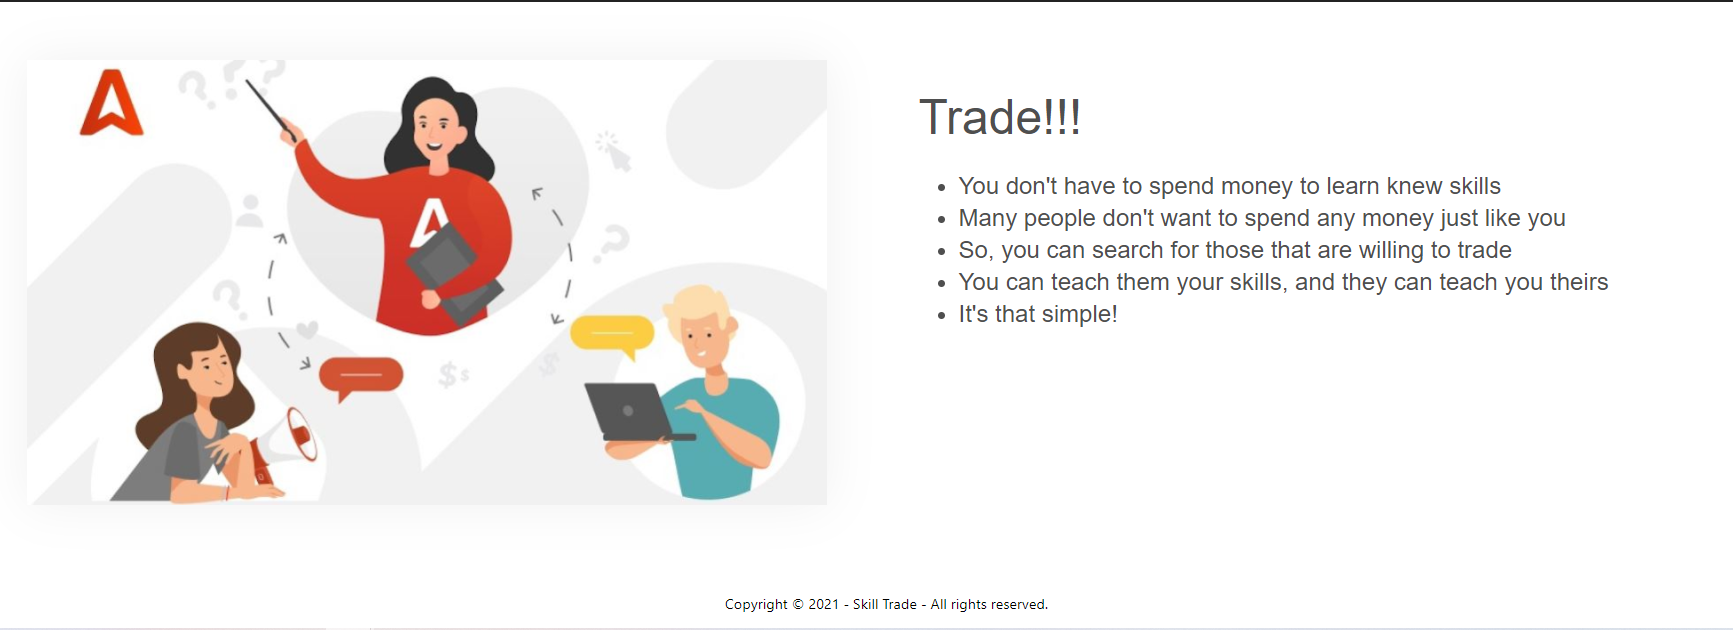 Trade!!!
You don't have to spend money to learn knew skills
Many people don't want to spend any money just like you
So, you can search for those that are willing to trade
You can teach them your skills, and they can teach you theirs
It's that simple!
Copyright © 2021 - Skill Trade - All rights reserved.